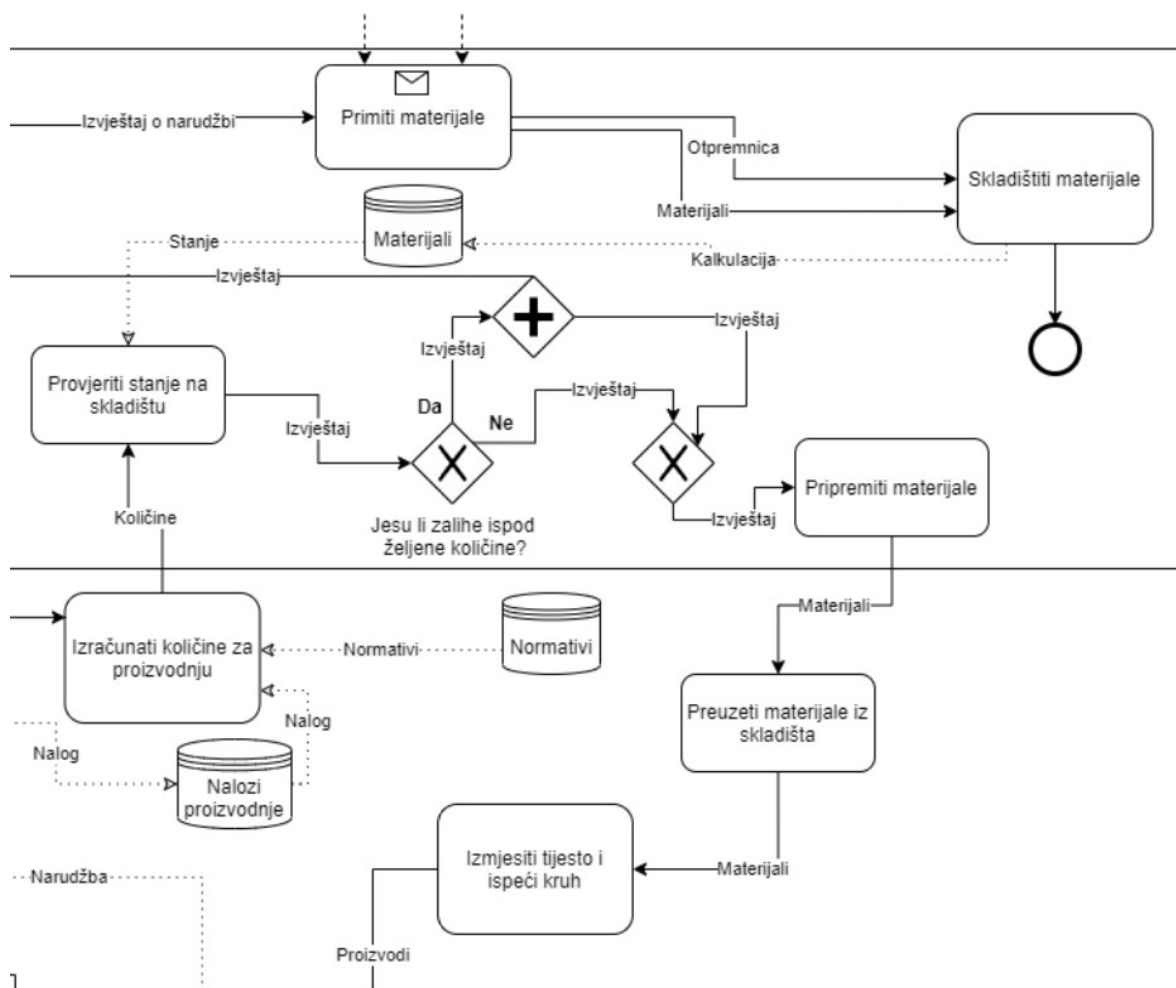 Izvještaj o narudžbi
Primiti materijale
Otpremnica
Skladištiti materijale
Materijali
Materijali
Stanje
Kalkulacija
Izvještaj
Izvještaj
Izvještaj
Provjeriti stanje na
skladištu
Izvještaj
Da
Ne
Izvještaj
Pripremiti materijale
Izvještaj
Količine
Jesu li zalihe ispod
željene količine?
Materijali
Izračunati količine za
proizvodnju
Normativi
Normativi
Preuzeti materijale iz
skladišta
Nalog
Nalog
Nalozi
proizvodnje
Izmjesiti tijesto i
ispeći kruh
Materijali
Narudžba
Proizvodi